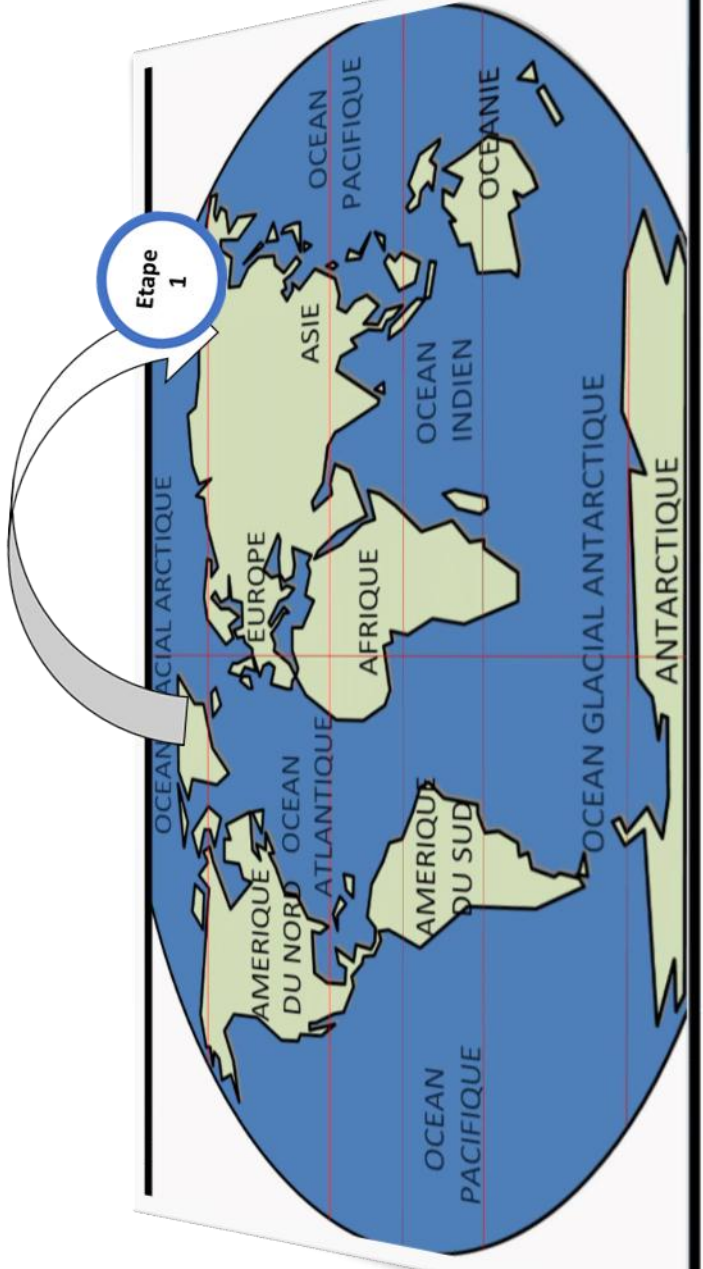 Etape
1
OCEAN GLACIAL ARCTIQUE
AMERIQUE
DU NORD
OCEAN
ATLANTIQUE
EUROPE
ASIE
OCEAN
PACIFIQUE
AFRIQUE
OCEAN
PACIFIQUE
AMERIQUE
DU SUD
OCEAN
INDIEN
OCEANIE
OCEAN GLACIAL ANTARCTIQUE
ANTARCTIQUE